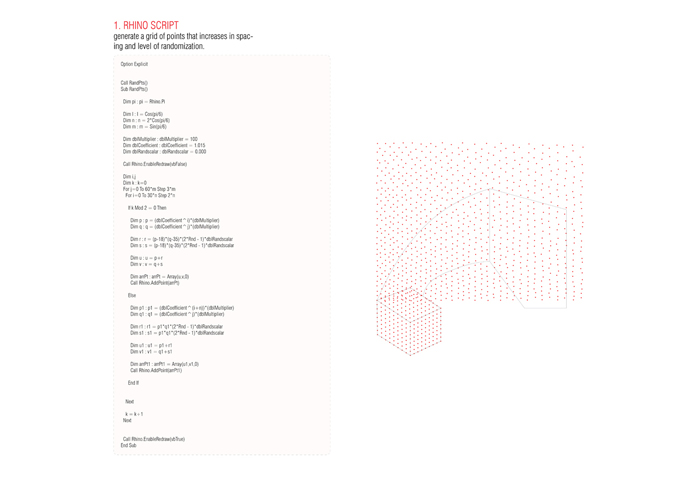 1. RHINO SCRIPT
generate a grid of points that increases in spac-
ing and level of randomization.
Option Explicit
Call RandPts()
Sub RandPts()
Dim pi : pi = Rhino.Pi
Dim l : l = Cos(pi/6)
Dim n : n = 2*Cos(pi/6)
Dim m : m = Sin(pi/6)
Dim dblMultiplier : dblMultiplier = 100
Dim dblCoefficient : dblCoefficient = 1.015
Dim dblRandscalar : dblRandscalar = 0.000
Call Rhino.EnableRedraw(vbFalse)
Dim i,j
Dim k : k=0
For j=0 To 60*m Step 3*m
For i=0 To 30*n Step 2*n
If k Mod 2 = 0 Then
Dim p : p = (dblCoefficient ^ i)*(dblMultiplier)
Dim q : q = (dblCoefficient ^ j)*(dblMultiplier)
Dim r : r = (p-18)*(q-35)*(2*Rnd - 1)*dblRandscalar
Dim s : s = (p-18)*(q-35)*(2*Rnd - 1)*dblRandscalar
Dim u : u = p+r
Dim v : v = q+s
Dim arrPt : arrPt = Array(u,v,0)
Call Rhino.AddPoint(arrPt)
Else
Dim p1 : p1 = (dblCoefficient ^ (i+n))*(dblMultiplier)
Dim q1 : q1 = (dblCoefficient ^ j)*(dblMultiplier)
Dim r1 : r1 = p1*q1*(2*Rnd - 1)*dblRandscalar
Dim s1 : s1 = p1*q1*(2*Rnd - 1)*dblRandscalar
Dim u1 : u1 = p1+r1
Dim v1 : v1 = q1+s1
Dim arrPt1 : arrPt1 = Array(u1,v1,0)
Call Rhino.AddPoint(arrPt1)
End If
Next
k = k+1
Next
Call Rhino.EnableRedraw(vbTrue)
End Sub